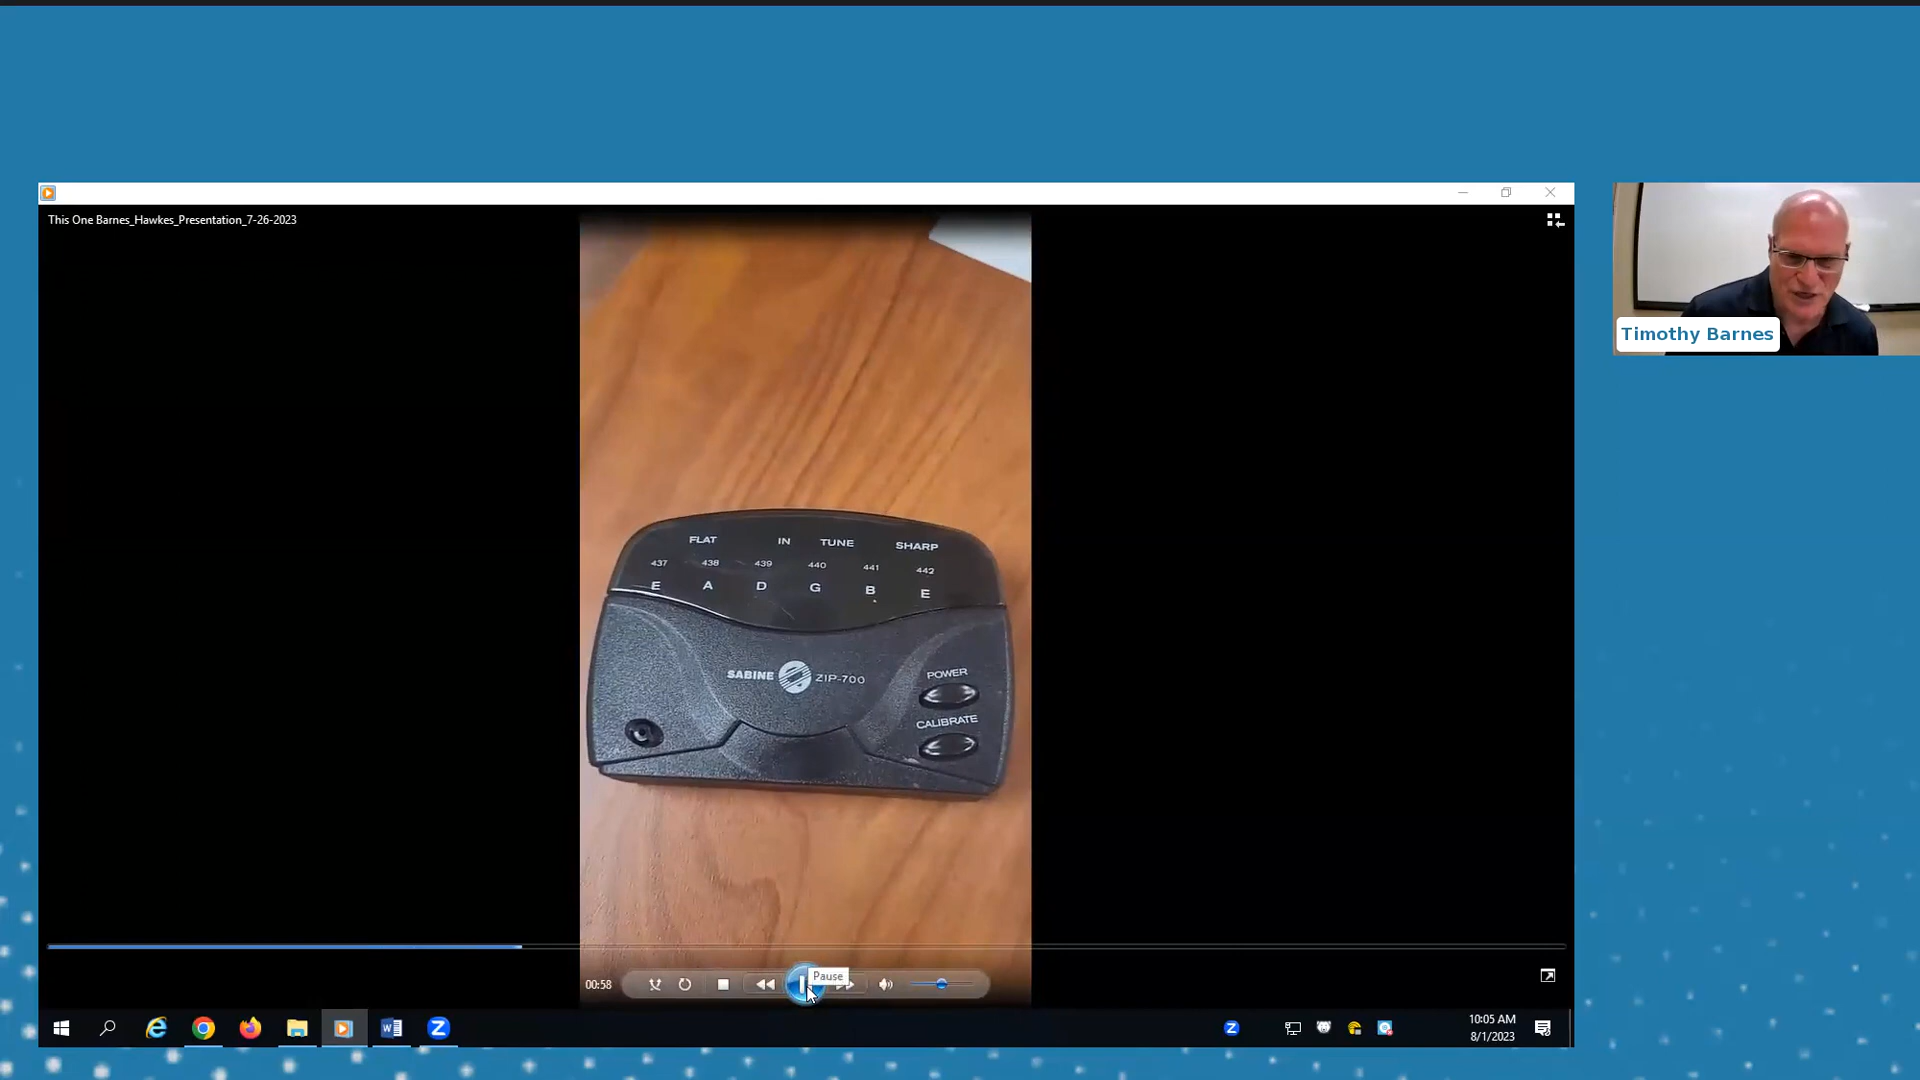 This One Barnes_Hawkes_Presentation_7-26-2023
Timothy Barnes
FLAT IN TUNE SHARP
437 438 439 440 441 442
E A D G B E
SABINE ZIP-700
POWER
CALIBRATE
Pause
00:58
10:05 AM
8/1/2023